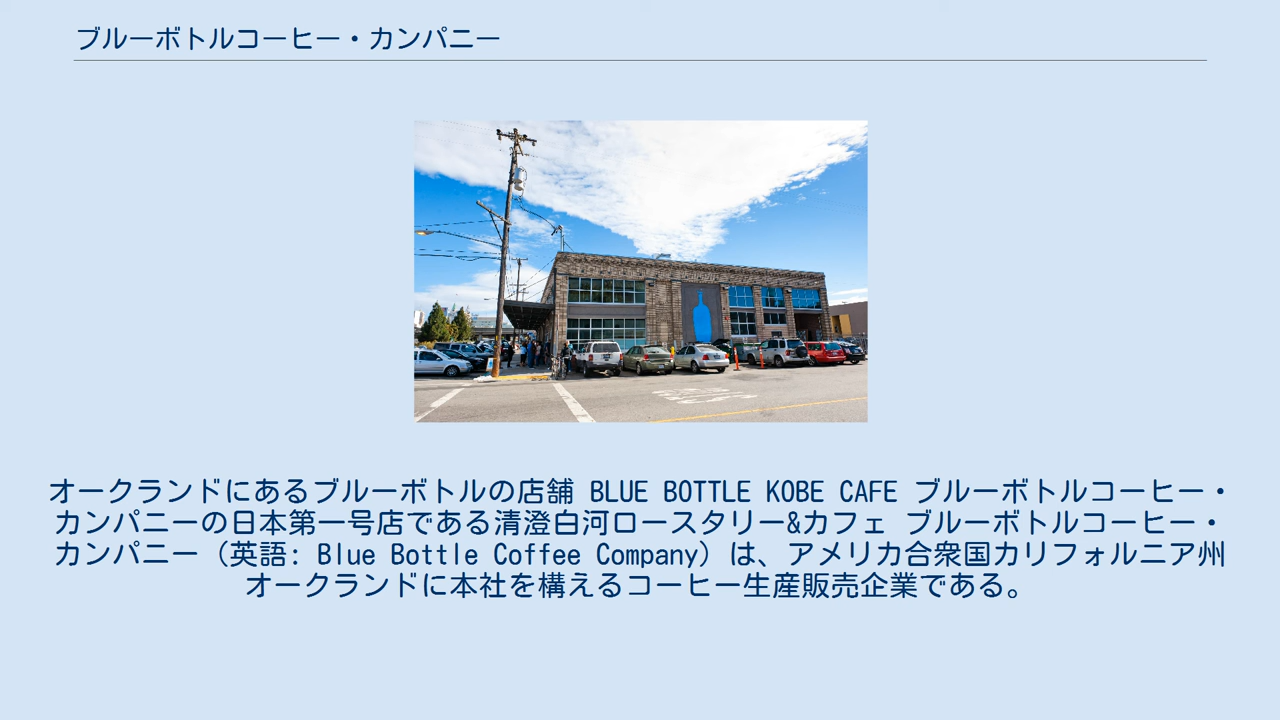 ブルーボトルコーヒー・カンパニー
オークランドにあるブルーボトルの店舗 BLUE BOTTLE KOBE CAFE ブルーボトルコーヒー・
カンパニーの日本第一号店である清澄白河ロースタリー&カフェ ブルーボトルコーヒー・
カンパニー（英語: Blue Bottle Coffee Company）は、アメリカ合衆国カリフォルニア州
オークランドに本社を構えるコーヒー生産販売企業である。